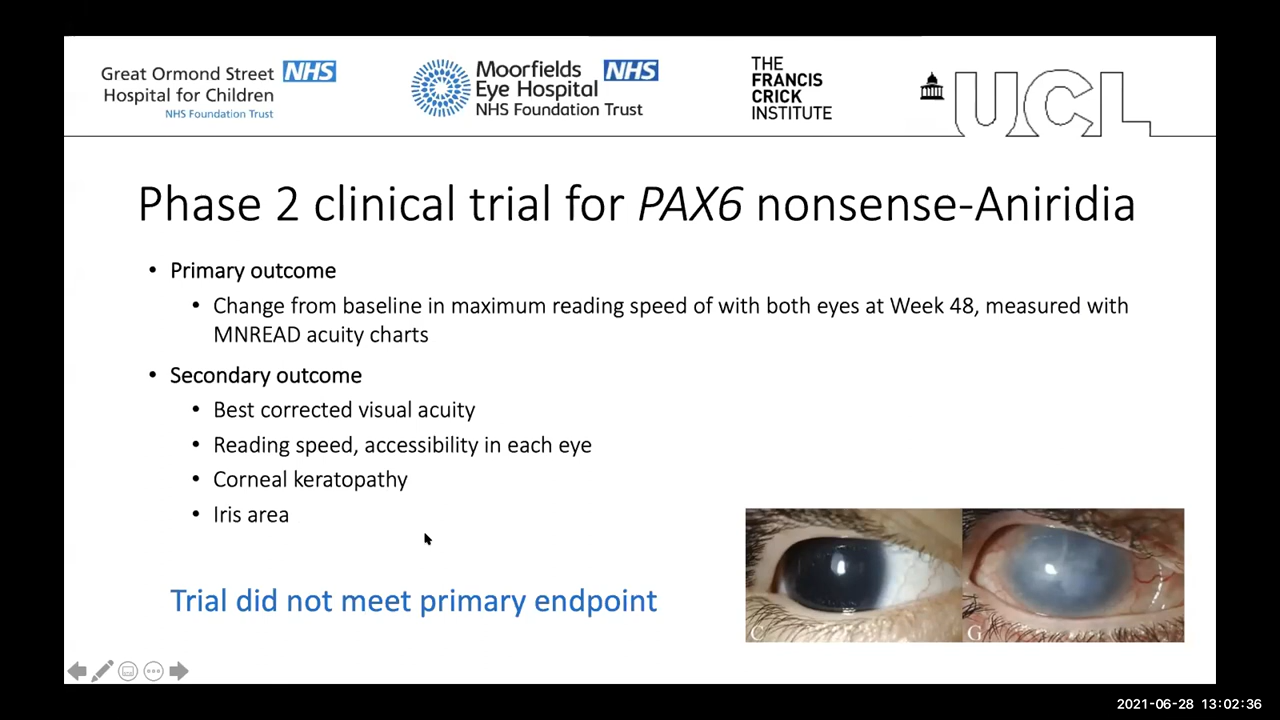 Great Ormond Street NHS
Hospital for Children
NHS Foundation Trust
Moorfields NHS
Eye Hospital
NHS Foundation Trust
THE
FRANCIS
CRICK
INSTITUTE
UCL
Phase 2 clinical trial for PAX6 nonsense-Aniridia
• Primary outcome
• Change from baseline in maximum reading speed of with both eyes at Week 48, measured with
MNREAD acuity charts
• Secondary outcome
• Best corrected visual acuity
• Reading speed, accessibility in each eye
• Corneal keratopathy
• Iris area
Trial did not meet primary endpoint
C
G
2021-06-28 13:02:36